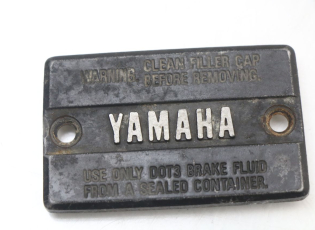 WARNING. CLEAN FILLER CAP
BEFORE REMOVING.
YAMAHA
USE ONLY DOT3 BRAKE FLUID
FROM A SEALED CONTAINER.